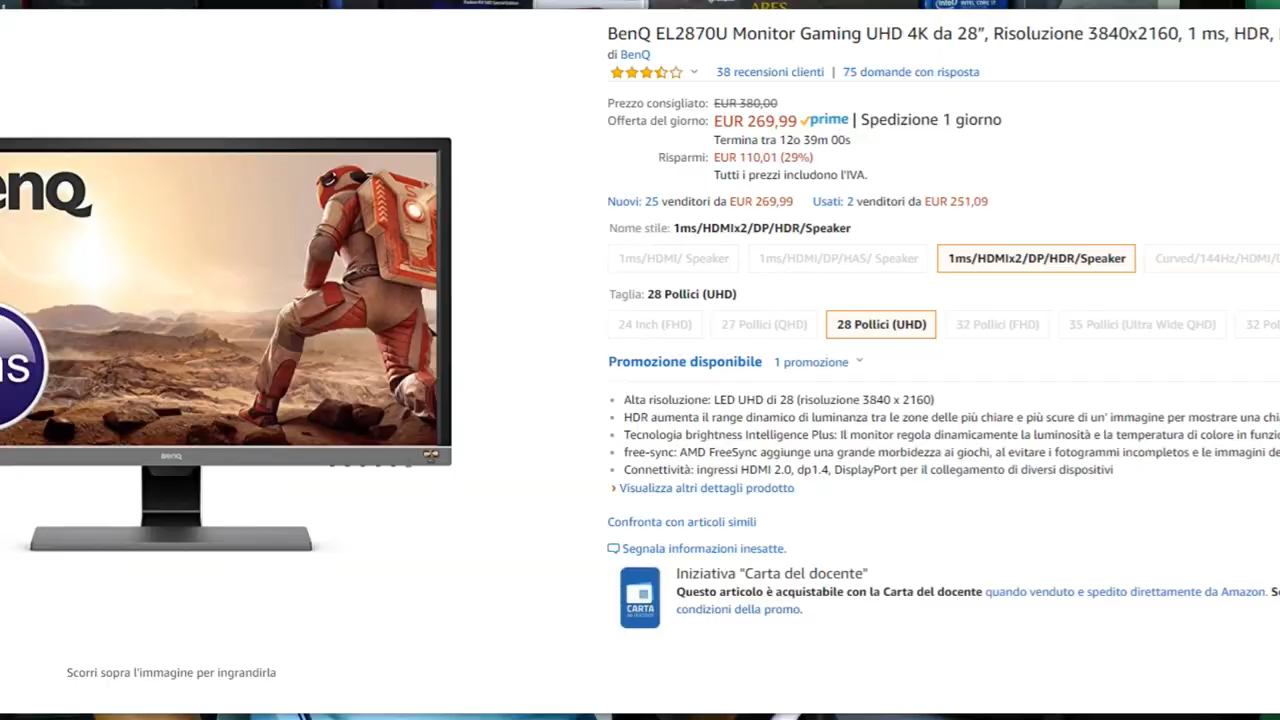 BenQ EL2870U Monitor Gaming UHD 4K da 28”, Risoluzione 3840x2160, 1 ms, HDR,
di BenQ
38 recensioni clienti | 75 domande con risposta
Prezzo consigliato: EUR 380,00
Offerta del giorno: EUR 269,99 prime | Spedizione 1 giorno
Termina tra 12o 39m 00s
Risparmi: EUR 110,01 (29%)
Tutti i prezzi includono l'IVA.
Nuovi: 25 venditori da EUR 269,99 Usati: 2 venditori da EUR 251,09
Nome stile: 1ms/HDMIx2/DP/HDR/Speaker
1ms/HDMI/ Speaker 1ms/HDMI/DP/HAS/ Speaker 1ms/HDMIx2/DP/HDR/Speaker Curved/144Hz/HDMI/
Taglia: 28 Pollici (UHD)
24 Inch (FHD) 27 Pollici (QHD) 28 Pollici (UHD) 32 Pollici (FHD) 35 Pollici (Ultra Wide QHD) 32 Pol
Promozione disponibile 1 promozione
Alta risoluzione: LED UHD di 28 (risoluzione 3840 x 2160)
HDR aumenta il range dinamico di luminanza tra le zone delle più chiare e più scure di un' immagine per mostrare una chia
Tecnologia brightness Intelligence Plus: Il monitor regola dinamicamente la luminosità e la temperatura di colore in funzio
free-sync: AMD FreeSync aggiunge una grande morbidezza ai giochi, al evitare i fotogrammi incompleti e le immagini de
Connettività: ingressi HDMI 2.0, dp1.4, DisplayPort per il collegamento di diversi dispositivi
› Visualizza altri dettagli prodotto
Confronta con articoli simili
Segnala informazioni inesatte.
Iniziativa "Carta del docente"
Questo articolo è acquistabile con la Carta del docente quando venduto e spedito direttamente da Amazon. Se
condizioni della promo.
CARTA
enQ
ms
BenQ
Scorri sopra l'immagine per ingrandirla